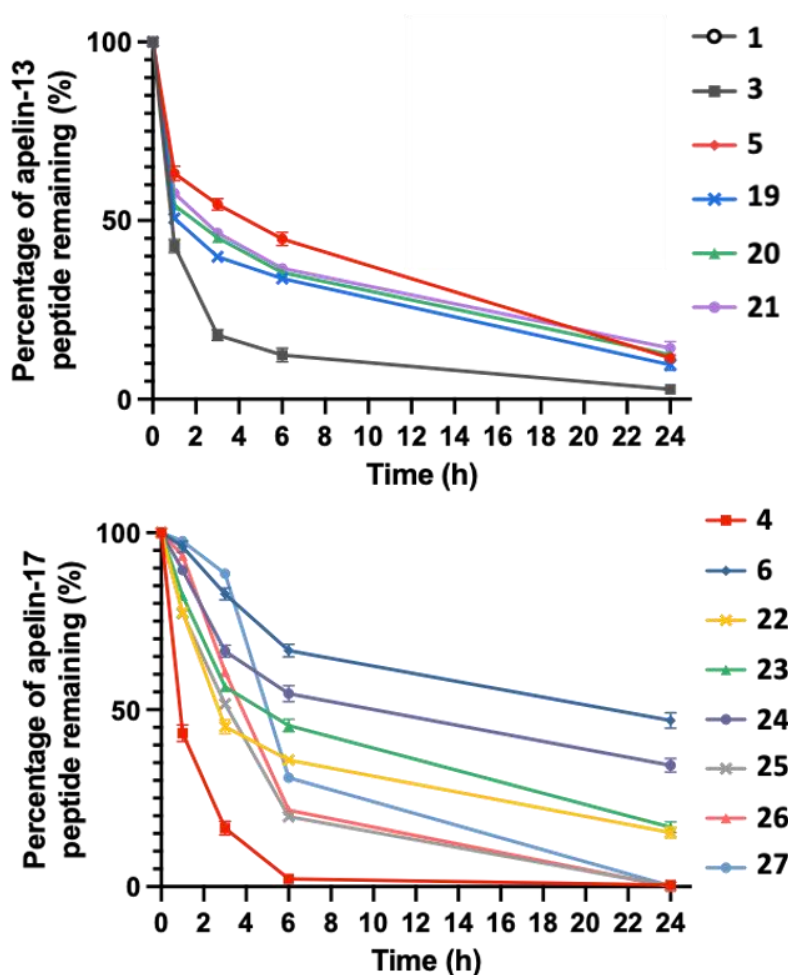 Percentage of apelin-13
peptide remaining (%)
100
50
0
0 2 4 6 8 10 12 14 16 18 20 22 24
Time (h)
1
3
5
19
20
21
Percentage of apelin-17
peptide remaining (%)
100
50
0
0 2 4 6 8 10 12 14 16 18 20 22 24
Time (h)
4
6
22
23
24
25
26
27